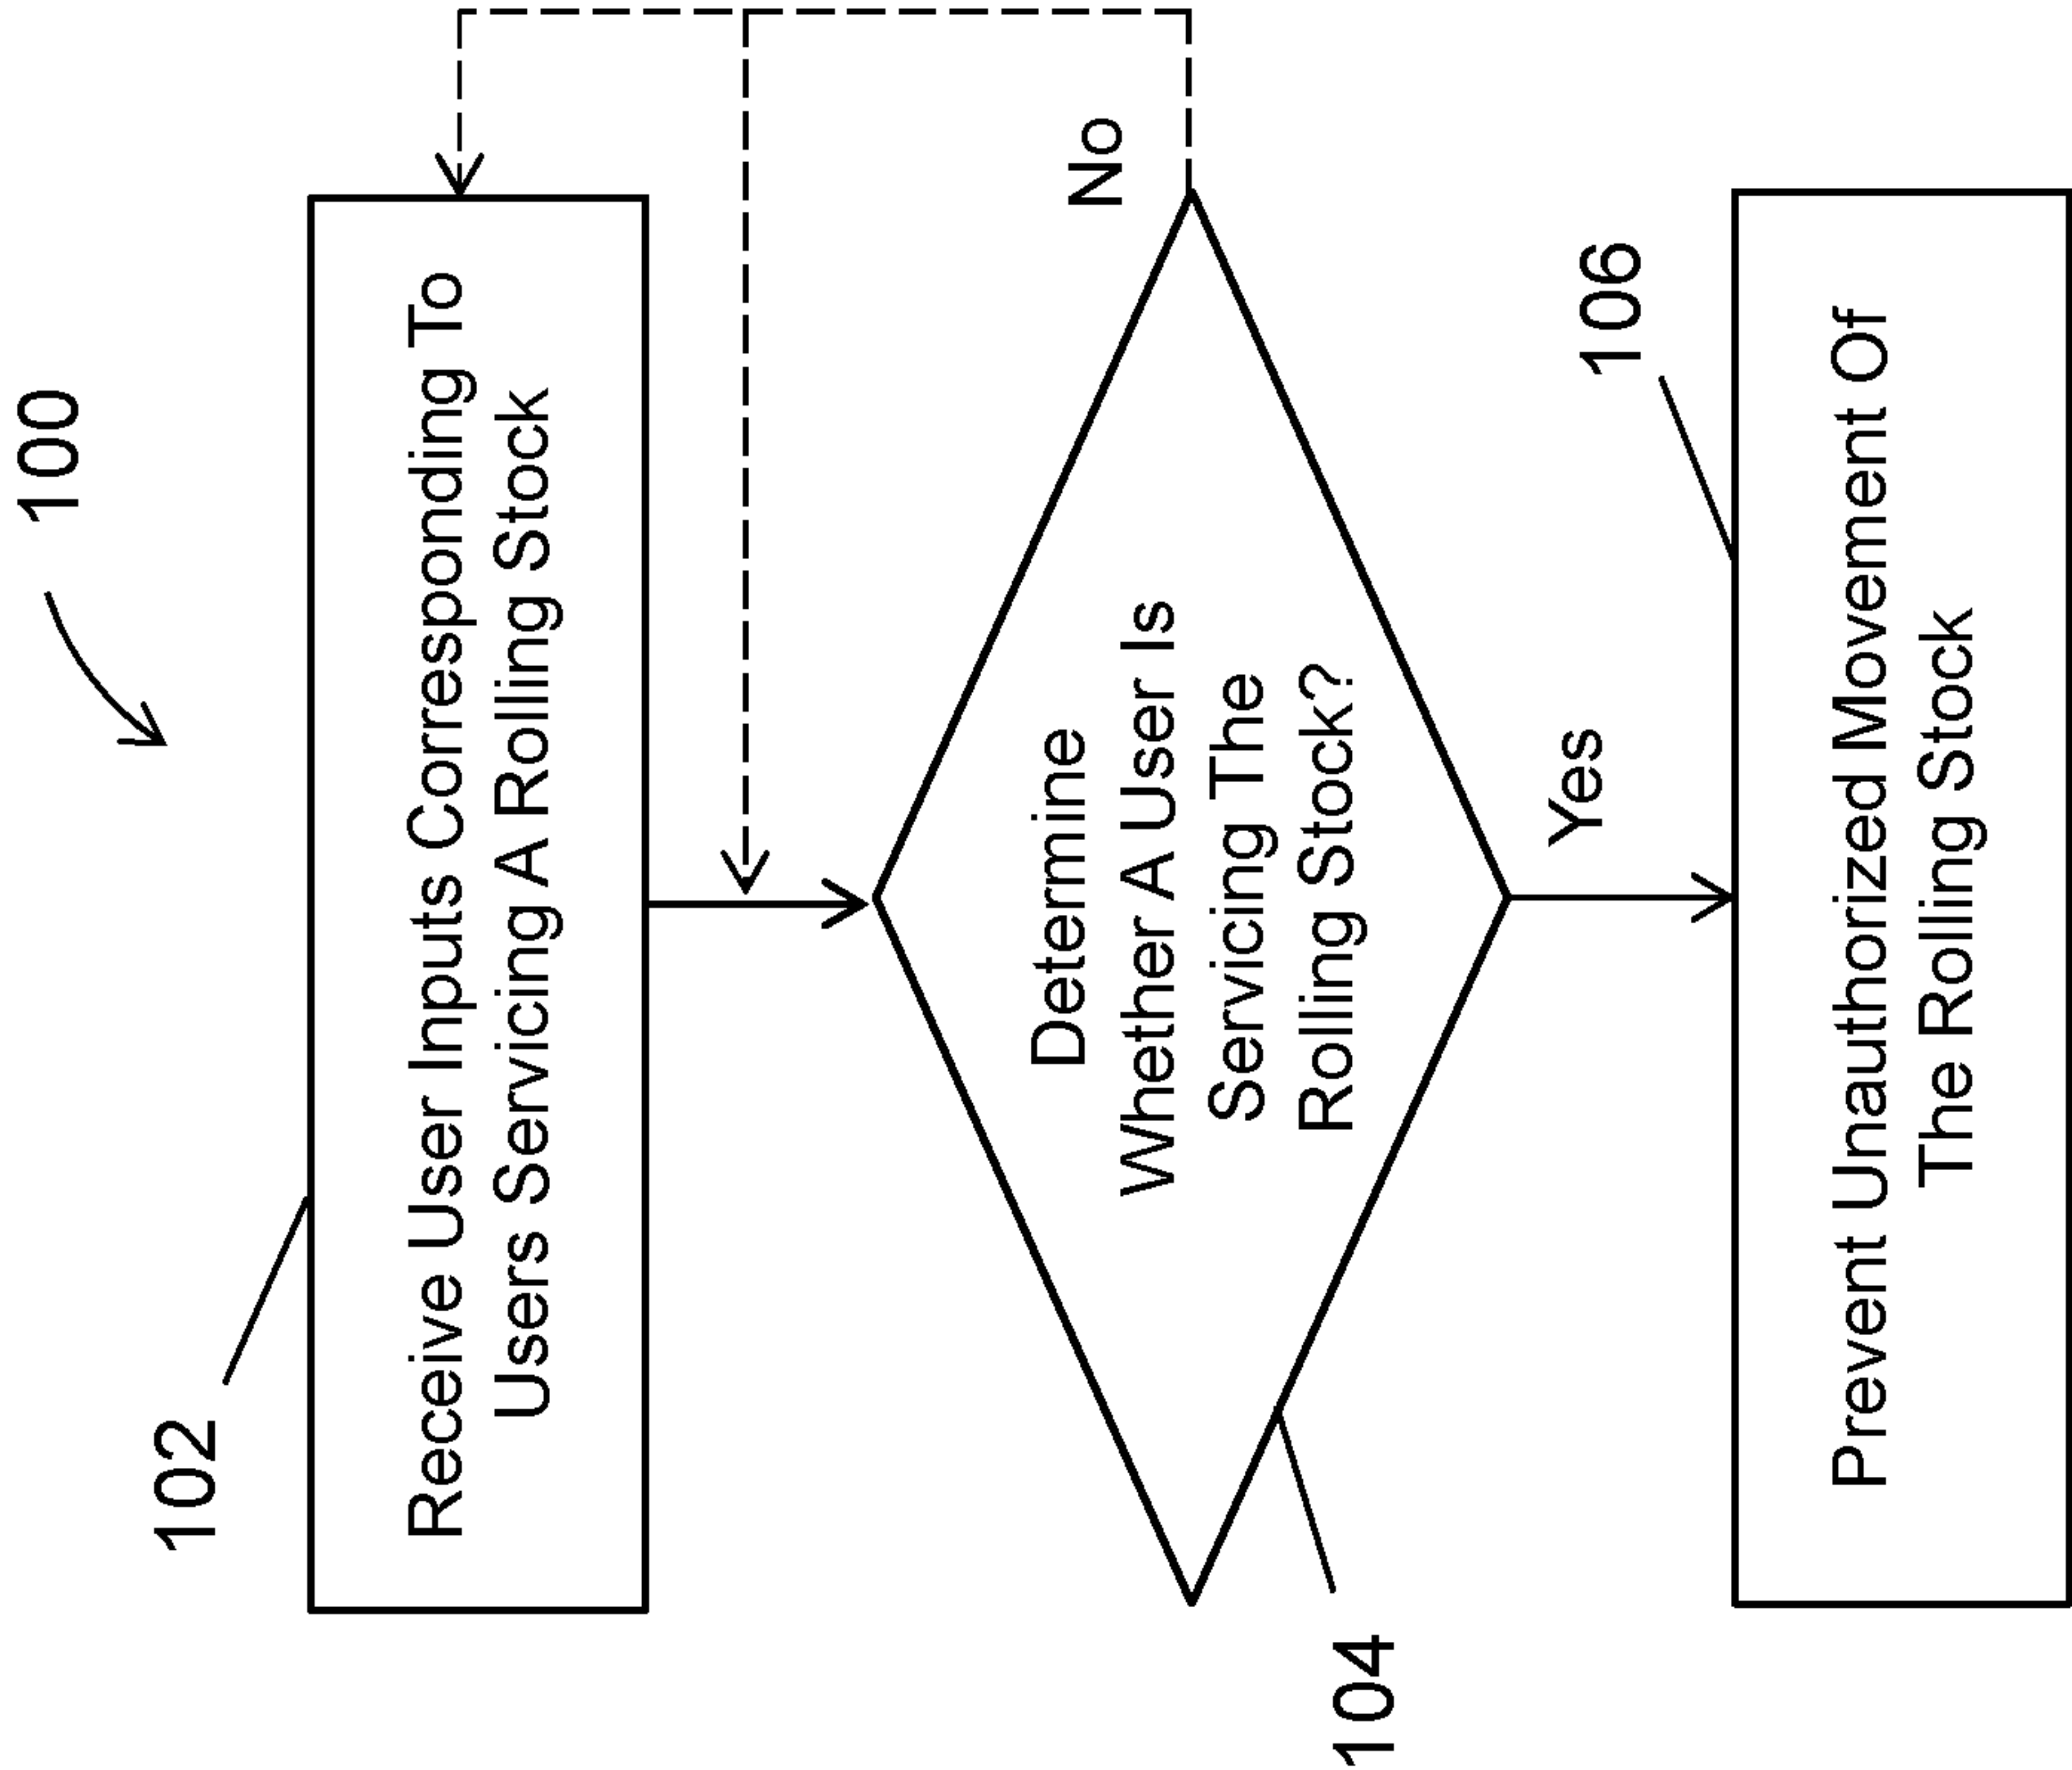 100
102
Receive User Inputs Corresponding To
Users Servicing A Rolling Stock
No
Determine
Whether A User Is
Servicing The
Rolling Stock?
104
Yes
106
Prevent Unauthorized Movement Of
The Rolling Stock